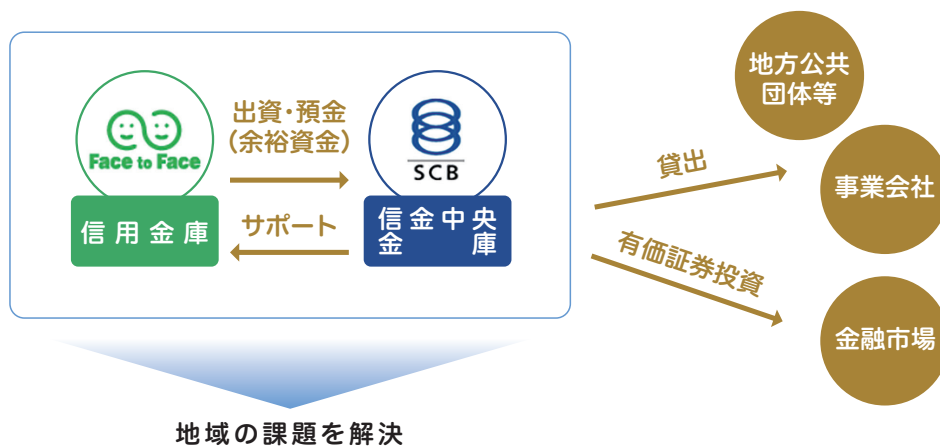 Face to Face
信用金庫
出資・預金
(余裕資金)
サポート
SCB
信金中央
金庫
貸出
有価証券投資
地方公共
団体等
事業会社
金融市場
地域の課題を解決